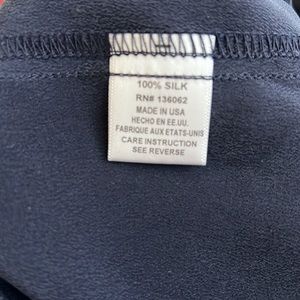 100% SILK
RN# 136062
MADE IN USA
HECHO EN EE.UU.
FABRIQUE AUX ETATS-UNIS
CARE INSTRUCTION
SEE REVERSE